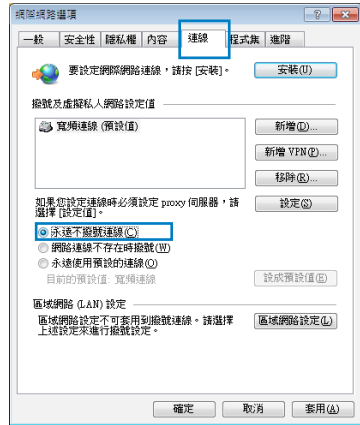 網際網路選項
一般 安全性 隱私權 內容 連線 程式集 進階
要設定網際網路連線，請按 [安裝]。 安裝(U)
撥號及虛擬私人網路設定值
寬頻連線 (預設值)
新增(D)...
新增 VPN(P)...
移除(R)...
如果您設定連線時必須設定 proxy 伺服器，請
選擇 [設定值]。
設定(S)
永遠不撥號連線(C)
網路連線不存在時撥號(W)
永遠使用預設的連線(O)
目前的預設值: 寬頻連線 設成預設值(E)
區域網路 (LAN) 設定
區域網路設定不可套用到撥號連線。請選擇
上述設定來進行撥號設定。
區域網路設定(L)
確定 取消 套用(A)